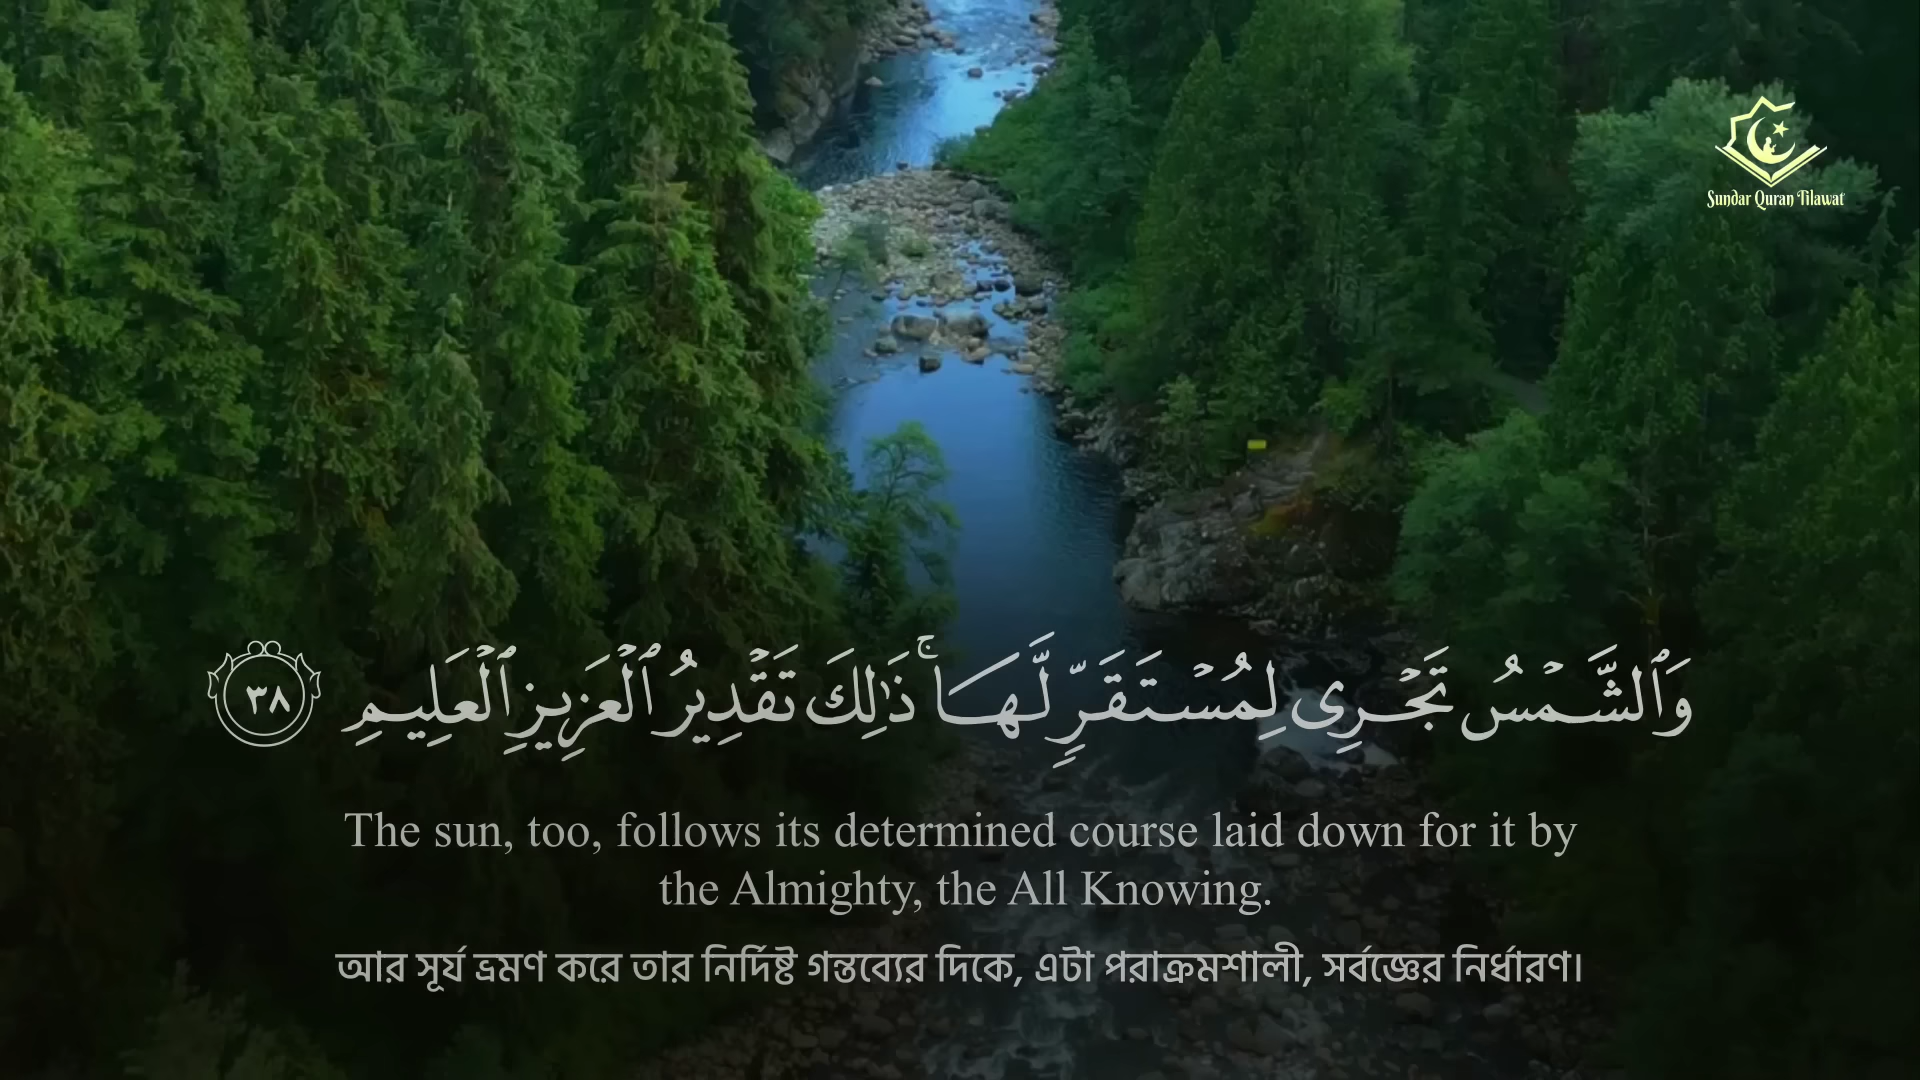 Sundar Quran Tilawat
وَٱلشَّمۡسُ تَجۡرِي لِمُسۡتَقَرّٖ لَّهَاۚ ذَٰلِكَ تَقۡدِيرُ ٱلۡعَزِيزِ ٱلۡعَلِيمِ ٣٨
The sun, too, follows its determined course laid down for it by
the Almighty, the All Knowing.
আর সূর্য ভ্রমণ করে তার নির্দিষ্ট গন্তব্যের দিকে, এটা পরাক্রমশালী, সর্বজ্ঞের নির্ধারণ।